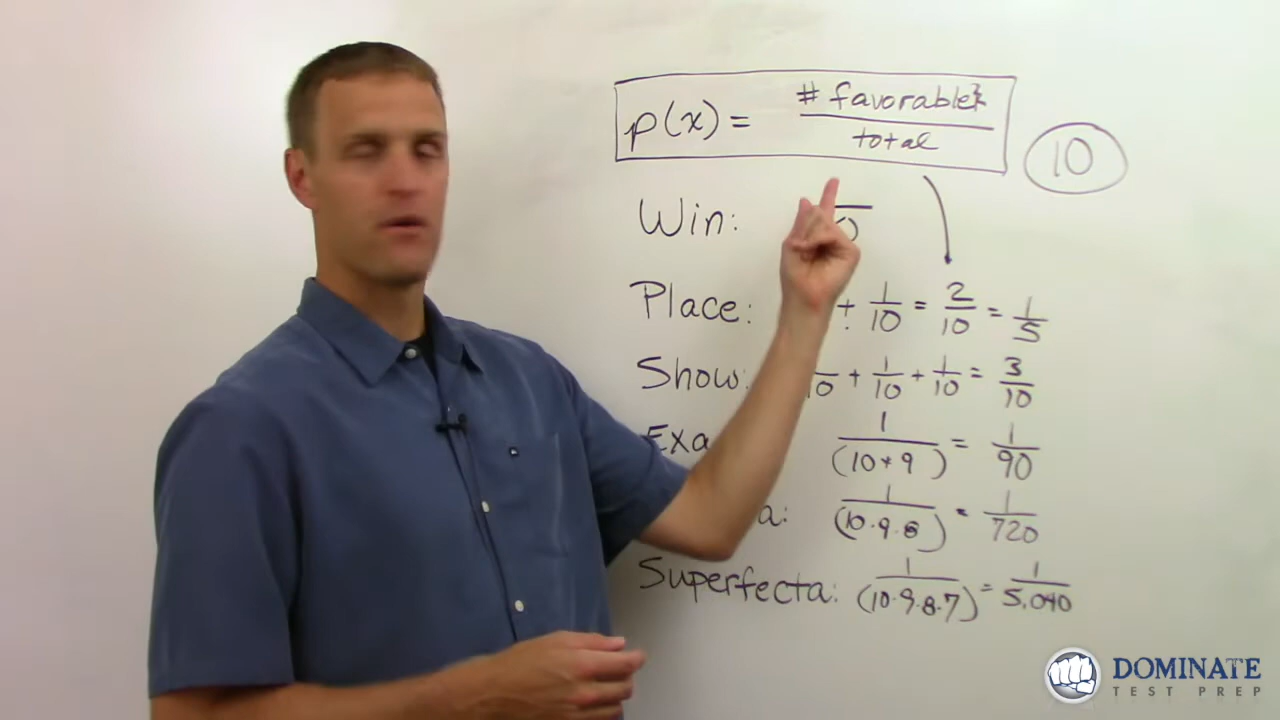 p(x) = # favorable / total
10
Win:
Place: + 1/10 = 2/10 = 1/5
Show: 10 + 1/10 + 1/10 = 3/10
Exa 1/(10*9) = 1/90
a: 1/(10·9·8) = 1/720
Superfecta: 1/(10·9·8·7) = 1/5,040
DOMINATE
TEST PREP